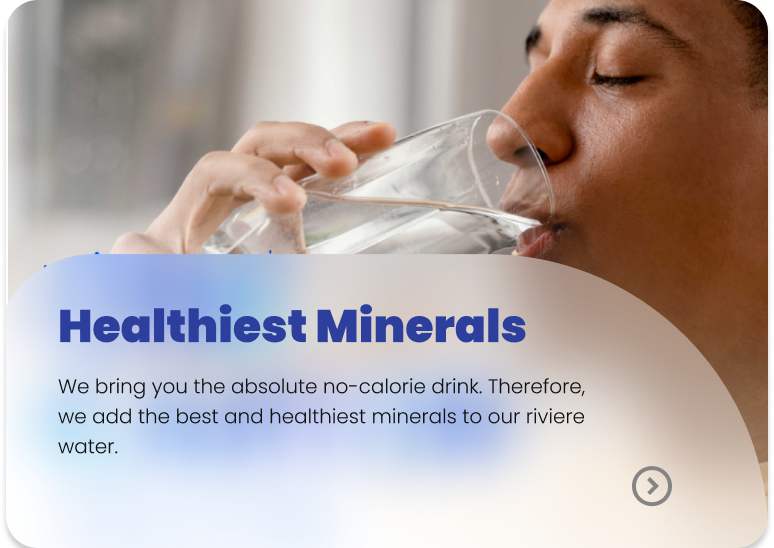 Healthiest Minerals
We bring you the absolute no-calorie drink. Therefore,
we add the best and healthiest minerals to our riviere
water.